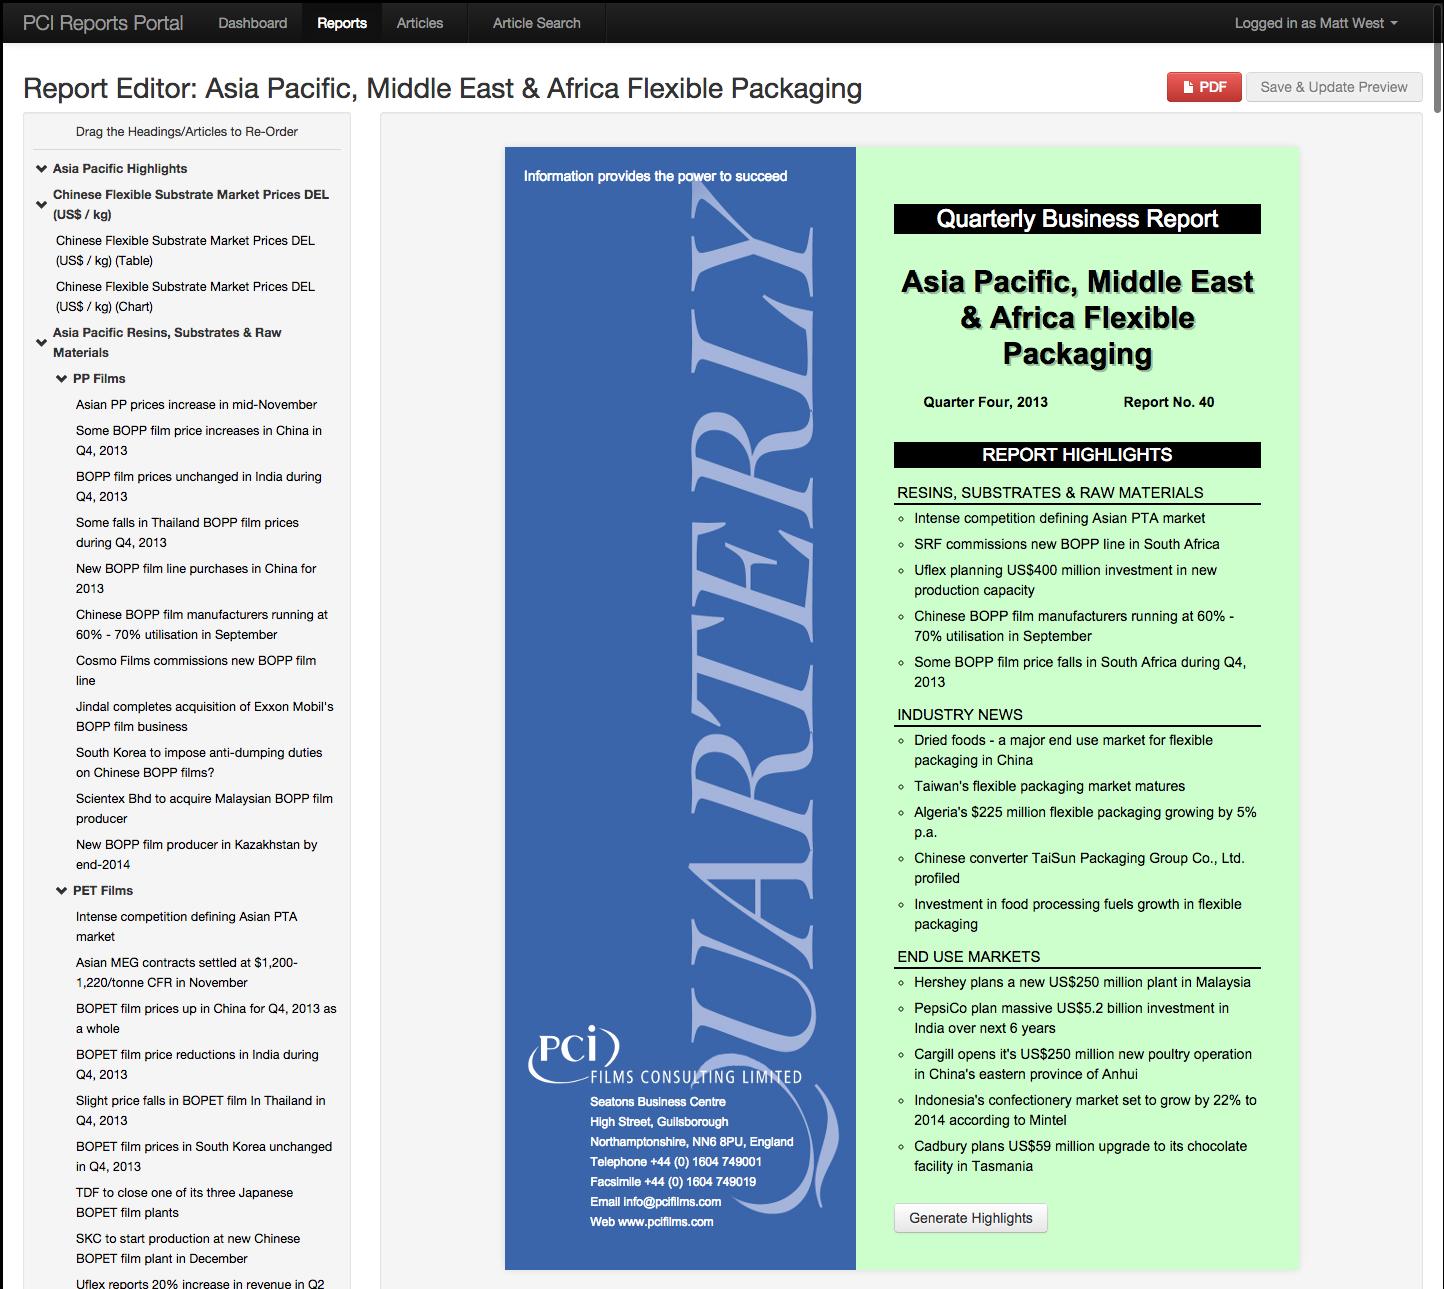 PCI Reports Portal Dashboard Reports Articles Article Search Logged in as Matt West
Report Editor: Asia Pacific, Middle East & Africa Flexible Packaging
PDF Save & Update Preview
Drag the Headings/Articles to Re-Order
Asia Pacific Highlights
Chinese Flexible Substrate Market Prices DEL
(US$ / kg)
Chinese Flexible Substrate Market Prices DEL
(US$ / kg) (Table)
Chinese Flexible Substrate Market Prices DEL
(US$ / kg) (Chart)
Asia Pacific Resins, Substrates & Raw
Materials
PP Films
Asian PP prices increase in mid-November
Some BOPP film price increases in China in
Q4, 2013
BOPP film prices unchanged in India during
Q4, 2013
Some falls in Thailand BOPP film prices
during Q4, 2013
New BOPP film line purchases in China for
2013
Chinese BOPP film manufacturers running at
60% - 70% utilisation in September
Cosmo Films commissions new BOPP film
line
Jindal completes acquisition of Exxon Mobil's
BOPP film business
South Korea to impose anti-dumping duties
on Chinese BOPP films?
Scientex Bhd to acquire Malaysian BOPP film
producer
New BOPP film producer in Kazakhstan by
end-2014
PET Films
Intense competition defining Asian PTA
market
Asian MEG contracts settled at $1,200-
1,220/tonne CFR in November
BOPET film prices up in China for Q4, 2013 as
a whole
BOPET film price reductions in India during
Q4, 2013
Slight price falls in BOPET film In Thailand in
Q4, 2013
BOPET film prices in South Korea unchanged
in Q4, 2013
TDF to close one of its three Japanese
BOPET film plants
SKC to start production at new Chinese
BOPET film plant in December
Uflex reports 20% increase in revenue in Q2
Information provides the power to succeed
QUARTERLY
PCI
FILMS CONSULTING LIMITED
Seatons Business Centre
High Street, Guilsborough
Northamptonshire, NN6 8PU, England
Telephone +44 (0) 1604 749001
Facsimile +44 (0) 1604 749019
Email info@pcifilms.com
Web www.pcifilms.com
Quarterly Business Report
Asia Pacific, Middle East
& Africa Flexible
Packaging
Quarter Four, 2013 Report No. 40
REPORT HIGHLIGHTS
RESINS, SUBSTRATES & RAW MATERIALS
Intense competition defining Asian PTA market
SRF commissions new BOPP line in South Africa
Uflex planning US$400 million investment in new
production capacity
Chinese BOPP film manufacturers running at 60% -
70% utilisation in September
Some BOPP film price falls in South Africa during Q4,
2013
INDUSTRY NEWS
Dried foods - a major end use market for flexible
packaging in China
Taiwan's flexible packaging market matures
Algeria's $225 million flexible packaging growing by 5%
p.a.
Chinese converter TaiSun Packaging Group Co., Ltd.
profiled
Investment in food processing fuels growth in flexible
packaging
END USE MARKETS
Hershey plans a new US$250 million plant in Malaysia
PepsiCo plan massive US$5.2 billion investment in
India over next 6 years
Cargill opens it's US$250 million new poultry operation
in China's eastern province of Anhui
Indonesia's confectionery market set to grow by 22% to
2014 according to Mintel
Cadbury plans US$59 million upgrade to its chocolate
facility in Tasmania
Generate Highlights